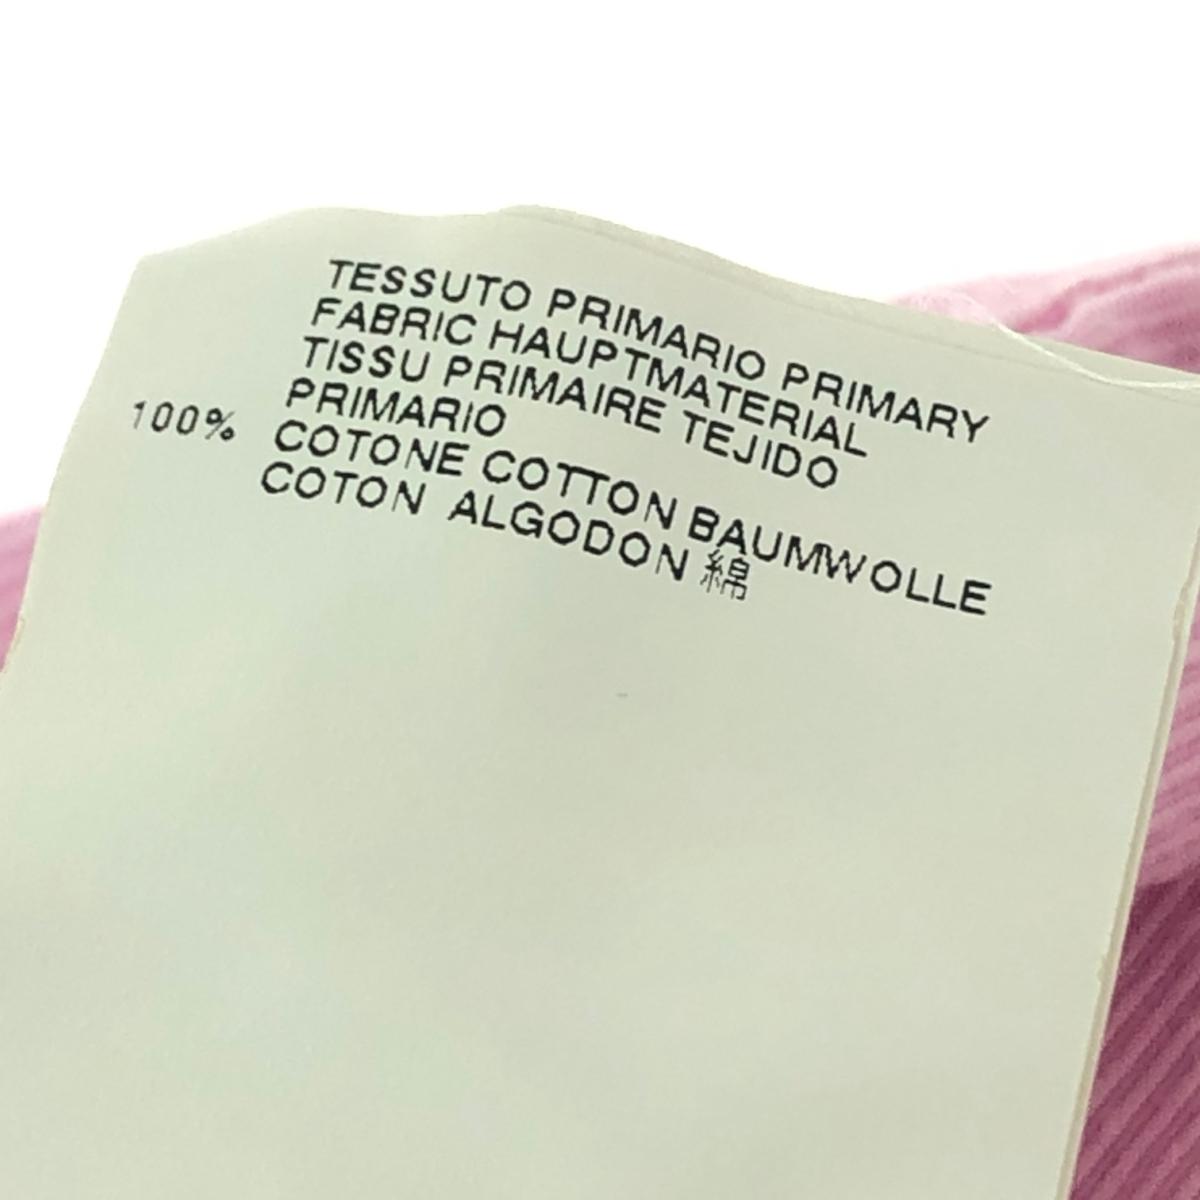 TESSUTO PRIMARIO PRIMARY
FABRIC HAUPTMATERIAL
TISSU PRIMAIRE TEJIDO
PRIMARIO
100% COTONE COTTON BAUMWOLLE
COTON ALGODON 綿